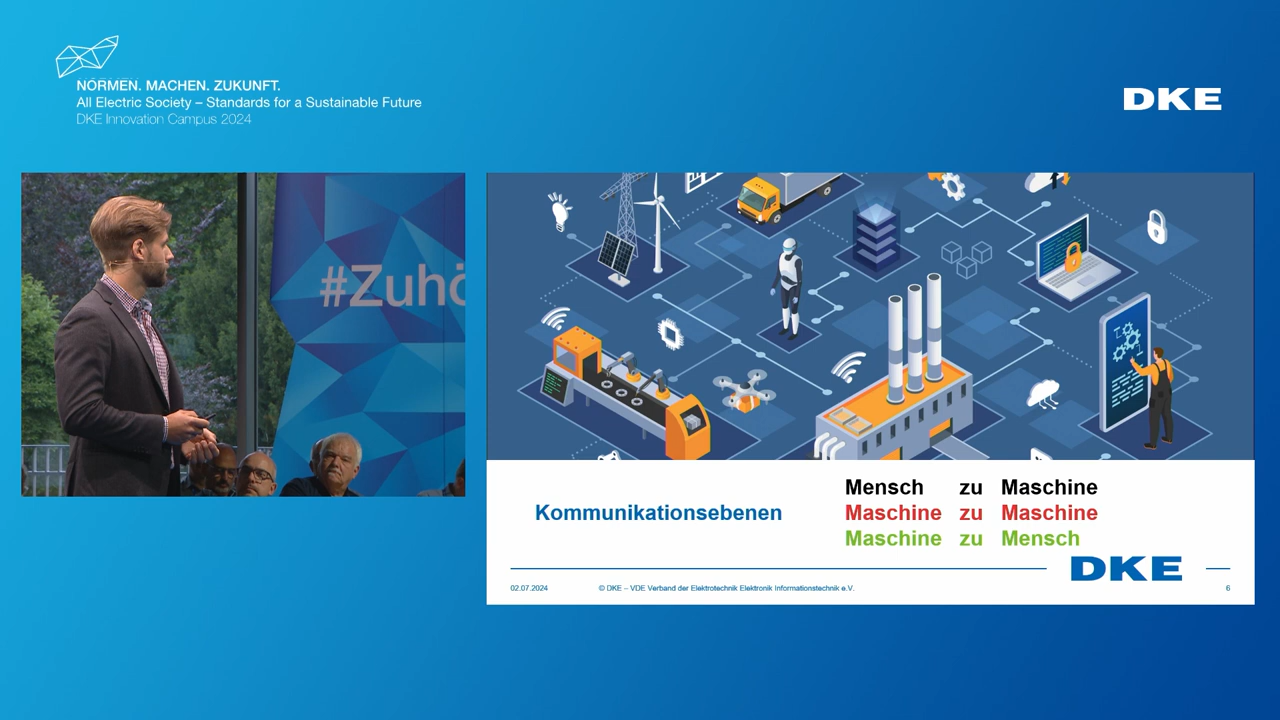 NORMEN. MACHEN. ZUKUNFT.
All Electric Society – Standards for a Sustainable Future
DKE Innovation Campus 2024
DKE
#Zuhö
Kommunikationsebenen
Mensch zu Maschine
Maschine zu Maschine
Maschine zu Mensch
DKE
02.07.2024 © DKE – VDE Verband der Elektrotechnik Elektronik Informationstechnik e.V. 6